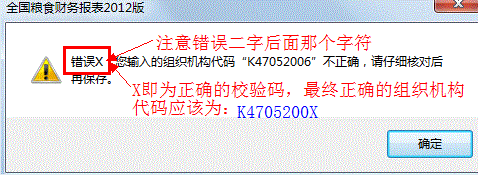 全国粮食财务报表2012版
注意错误二字后面那个字符
错误X 您输入的组织机构代码“K47052006”不正确，请仔细核对后
再保存。
X即为正确的校验码，最终正确的组织机构
代码应该为：K4705200X
确定